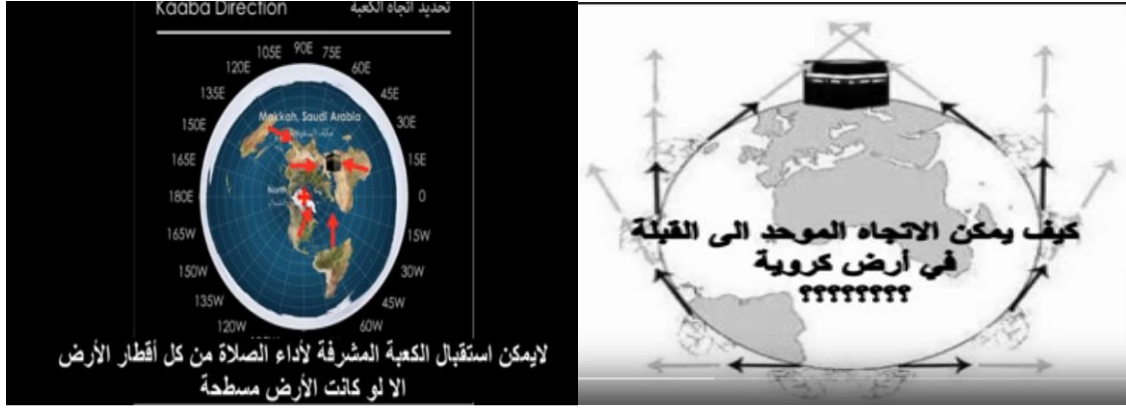 Kaaba Direction
تحديد اتجاه الكعبة
105E 90E 75E
120E 60E
135E 45E
150E 30E
165E 15E
180E 0
165W 15W
150W 30W
135W 45W
120W 60W
Makkah, Saudi Arabia
North
لايمكن استقبال الكعبة المشرفة لأداء الصلاة من كل أقطار الأرض
الا لو كانت الأرض مسطحة
كيف يمكن الاتجاه الموحد الى القبلة
في أرض كروية
؟؟؟؟؟؟؟؟